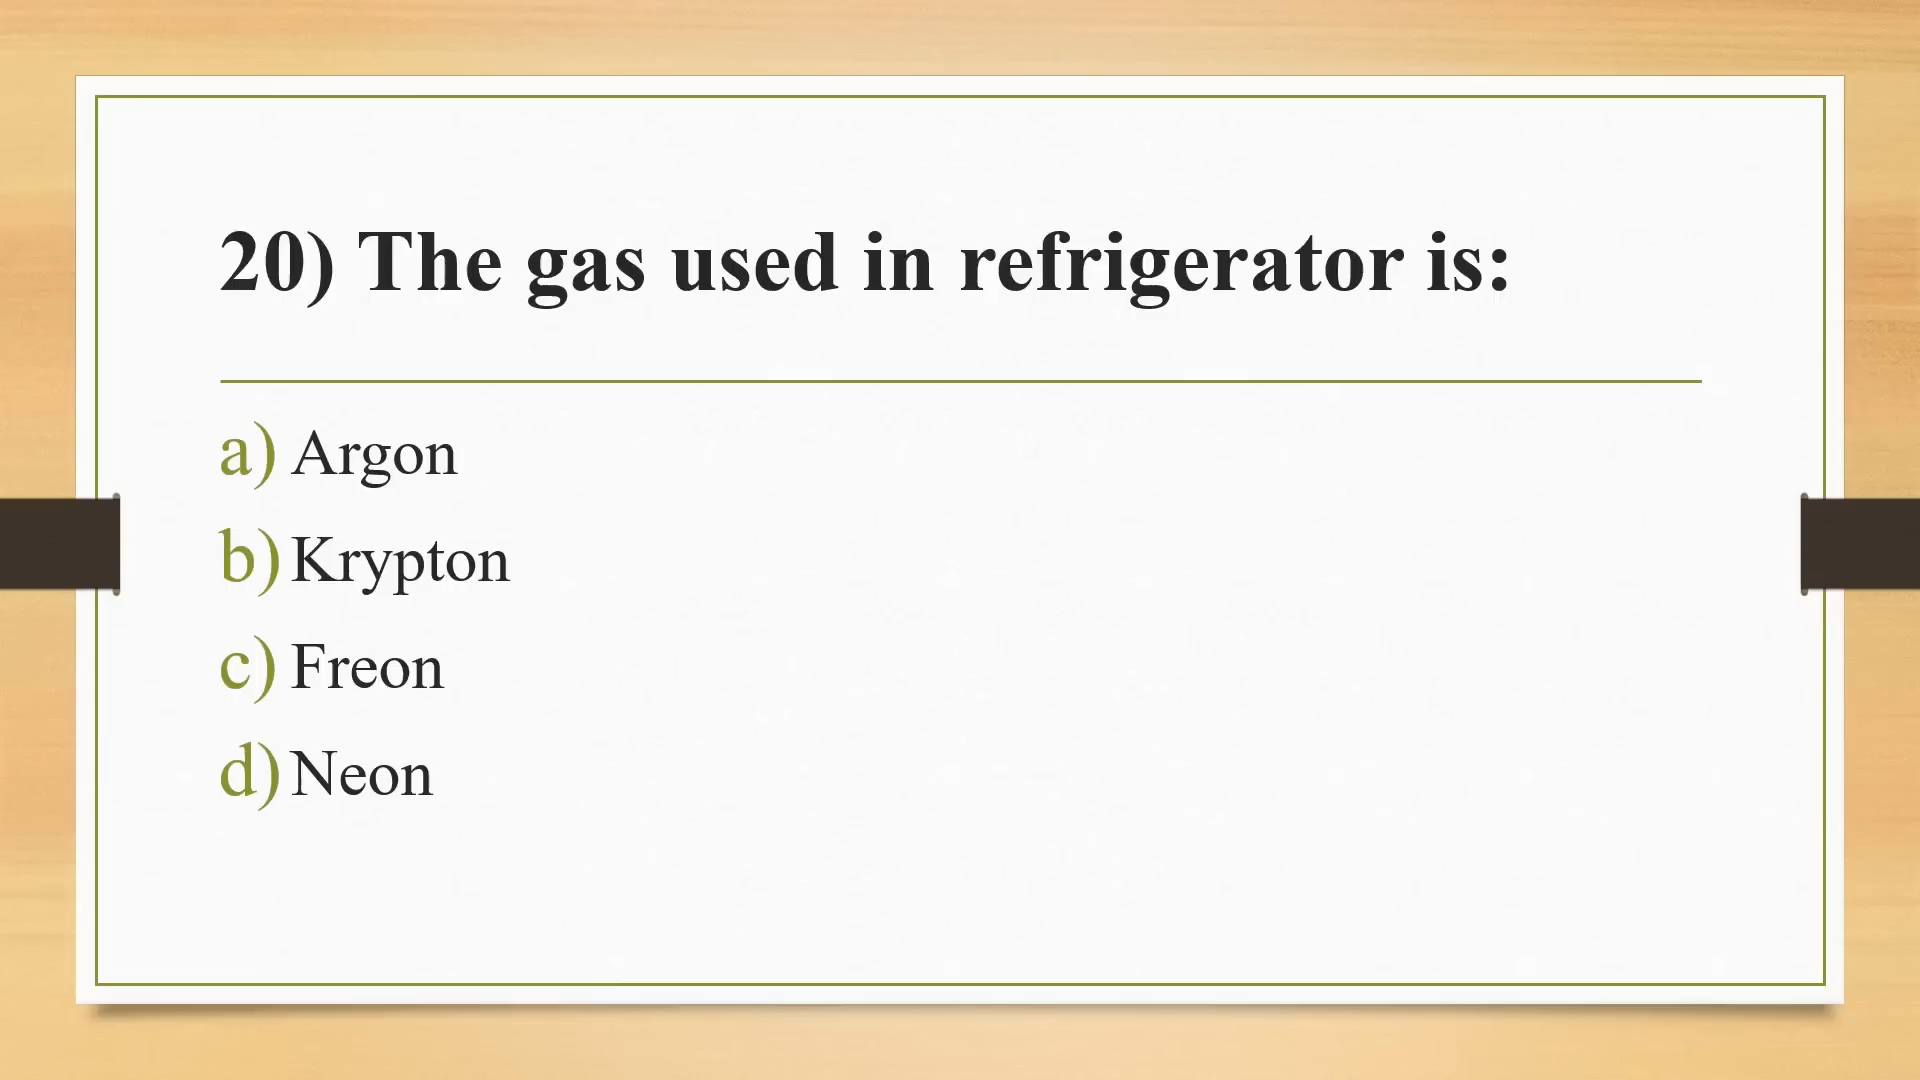 20) The gas used in refrigerator is:
a) Argon
b) Krypton
c) Freon
d) Neon